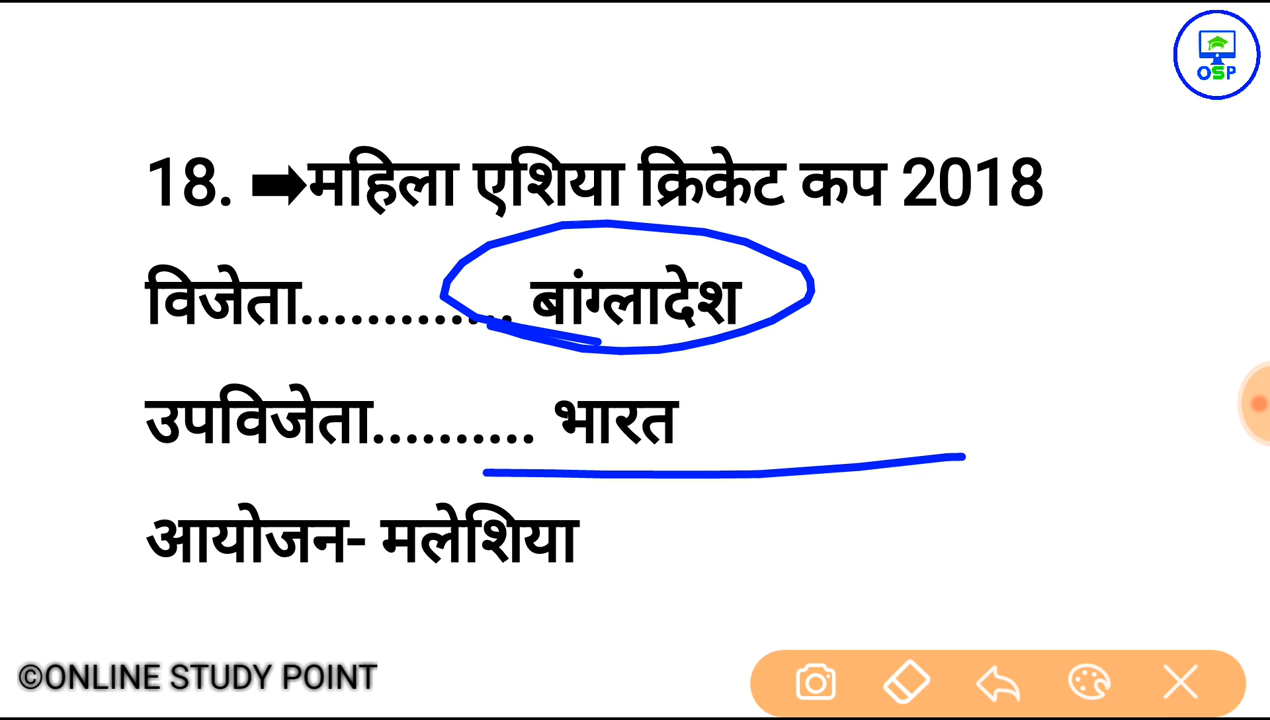 OSP
18. ➡महिला एशिया क्रिकेट कप 2018
विजेता............. बांग्लादेश
उपविजेता.......... भारत
आयोजन- मलेशिया
©ONLINE STUDY POINT